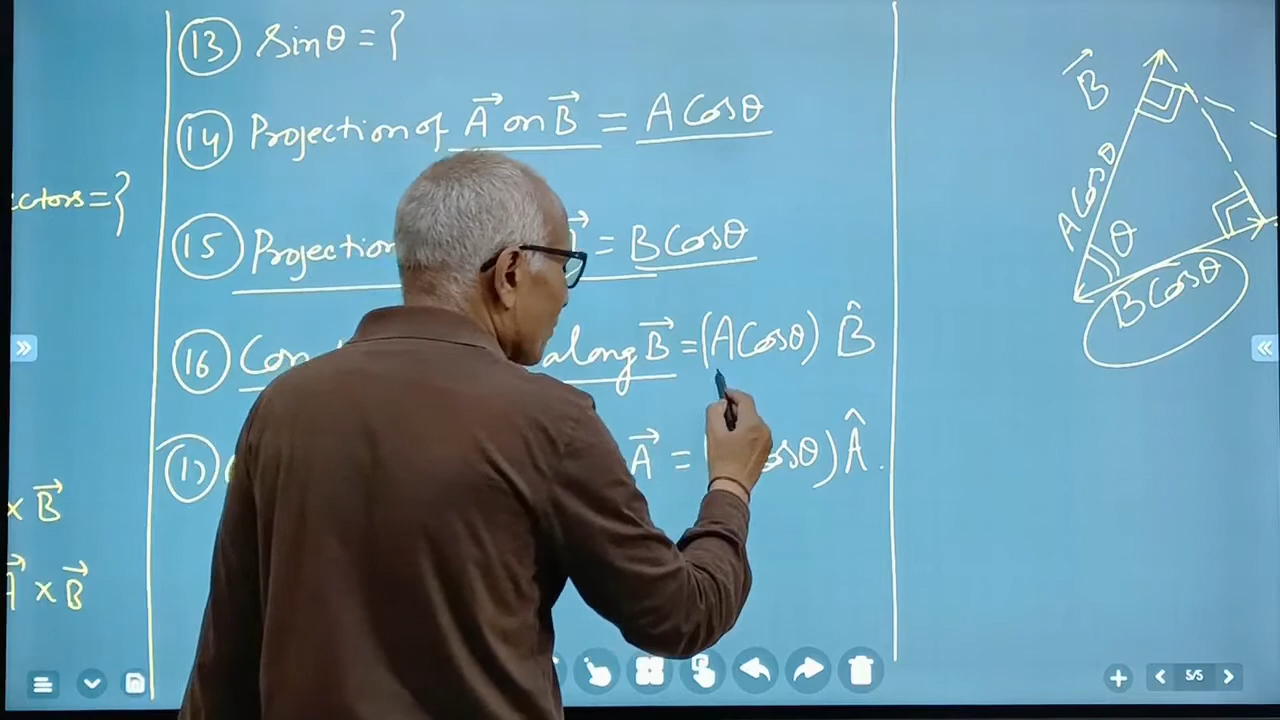 ectors = }
× B⃗
A⃗ × B⃗
(13) Sinθ = {
(14) Projection of A⃗ on B⃗ = A Cosθ
(15) Projection = B Cosθ
(16) along B⃗ = (A Cosθ) B̂
(17) A⃗ = Cosθ) Â.
B⃗
A Cosθ
θ
B Cosθ
5/5